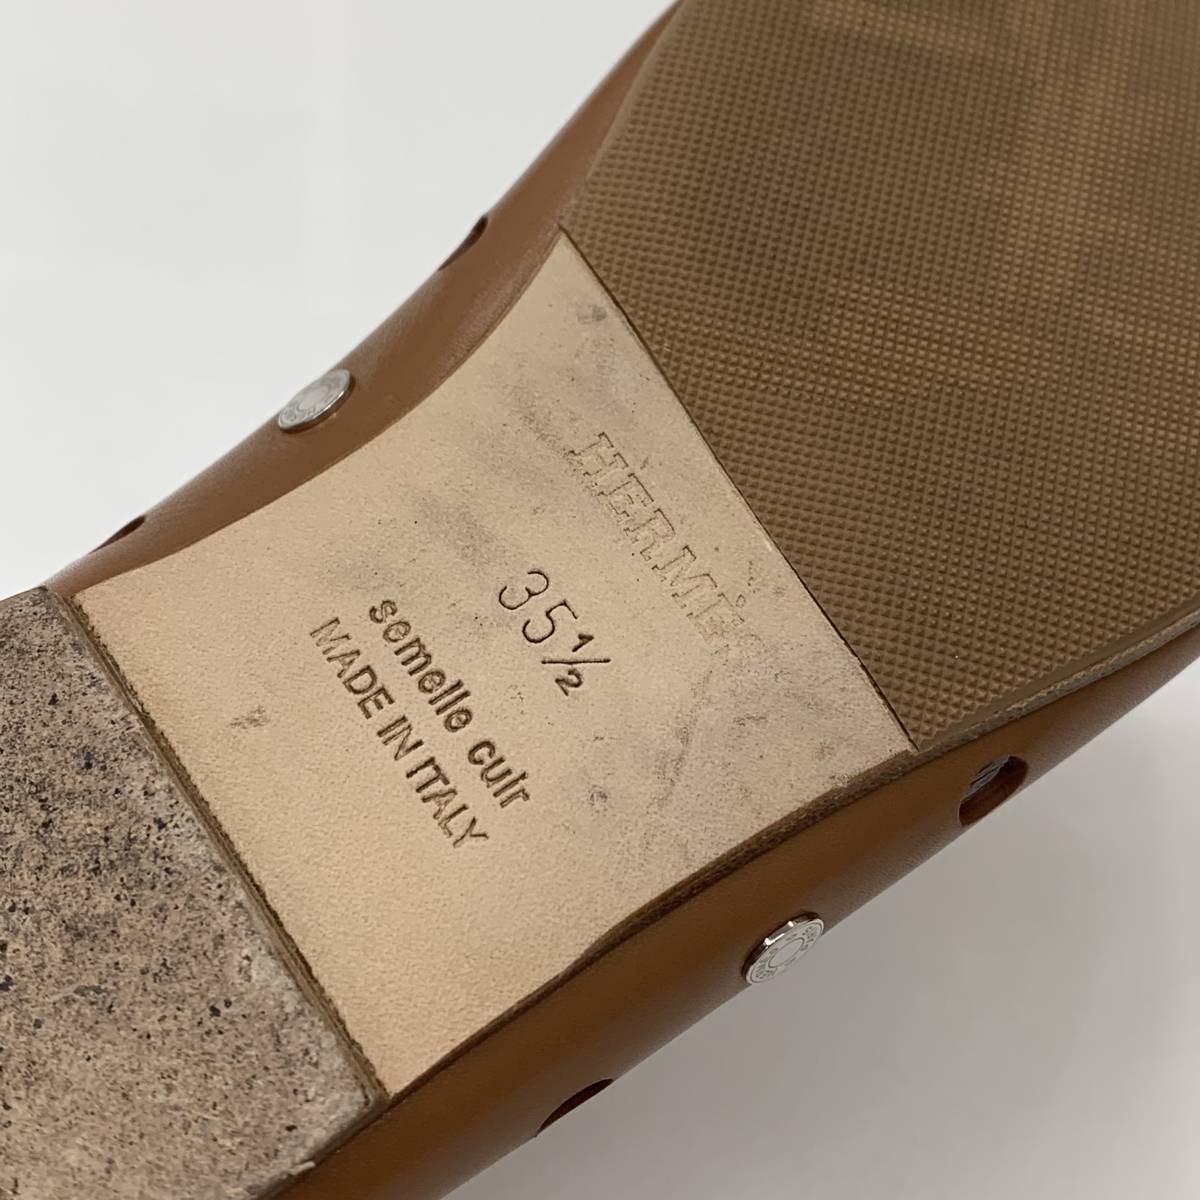 HERMÈS
35½
semelle cuir
MADE IN ITALY